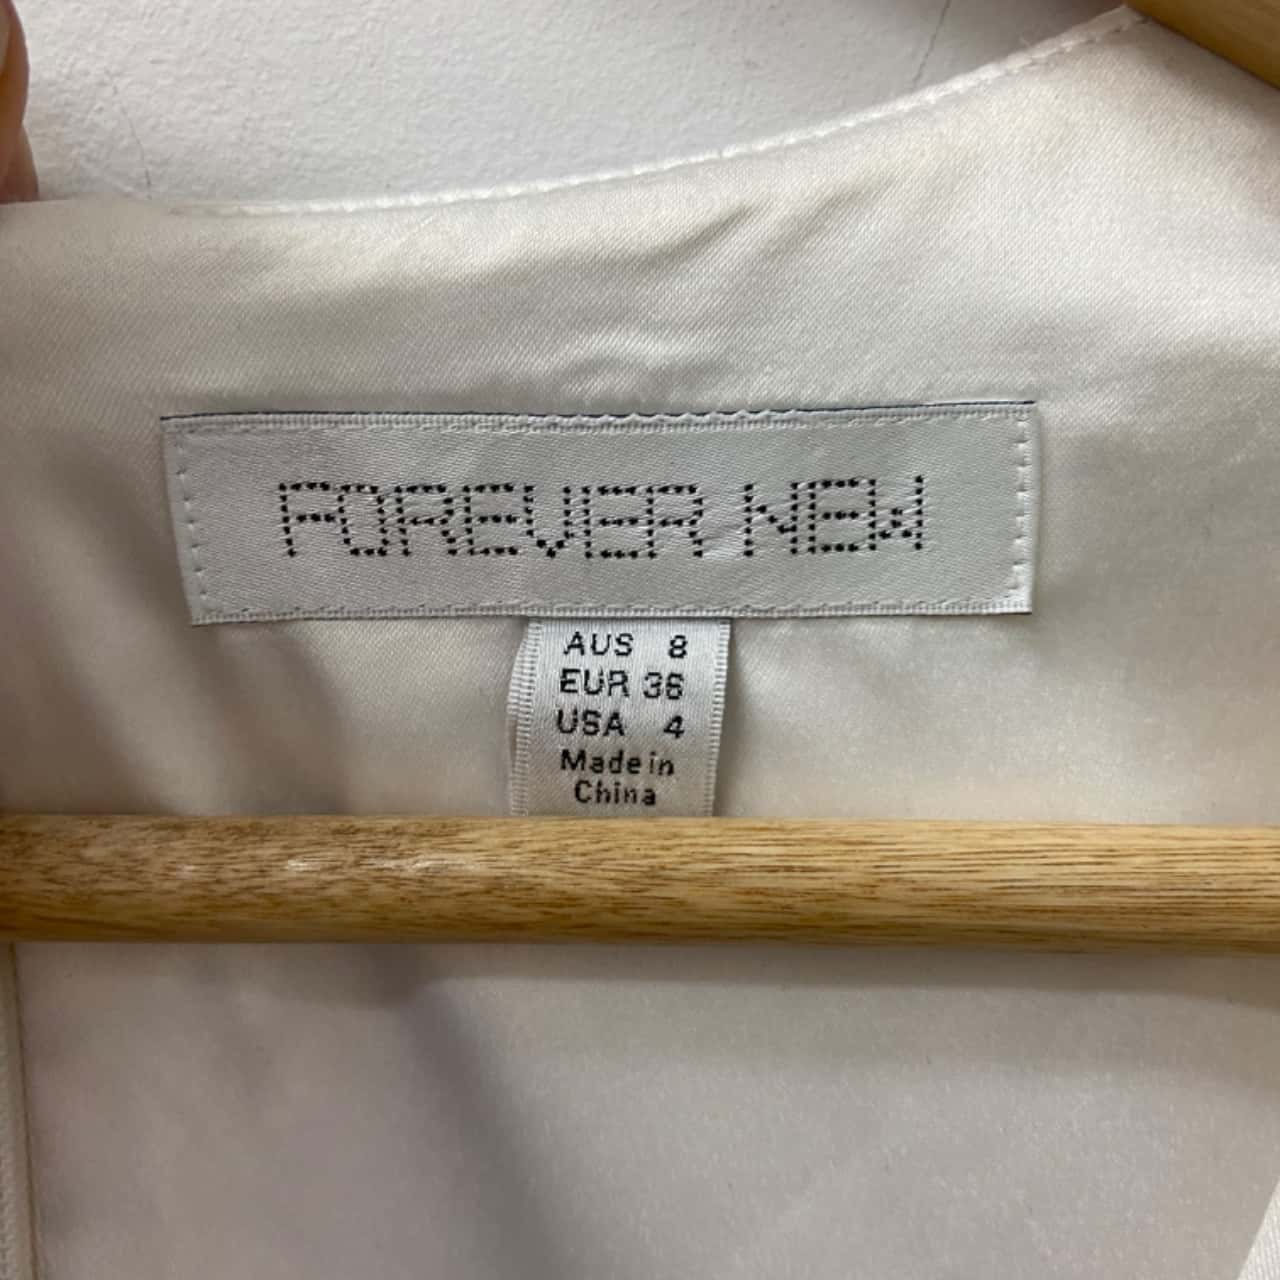 FOREVER NEW
AUS 8
EUR 36
USA 4
Made in
China